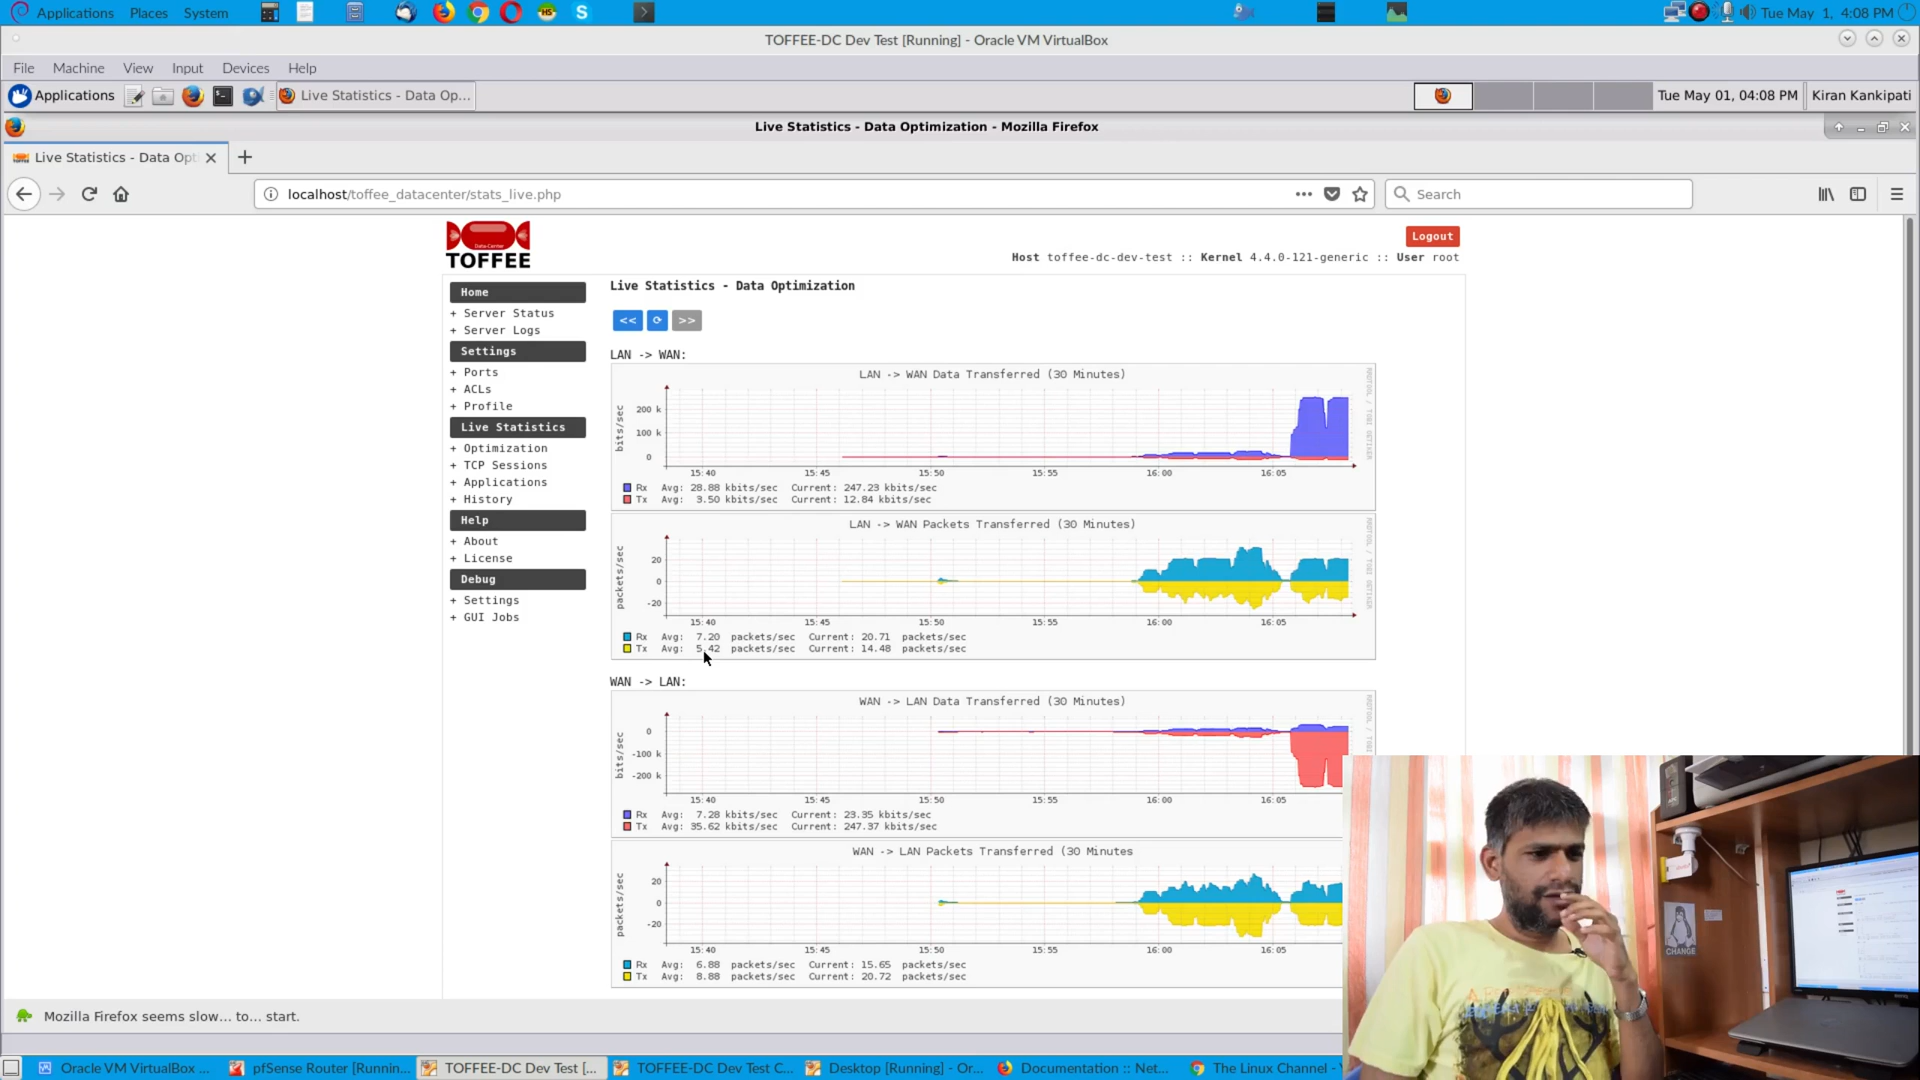 Applications Places System
Tue May 1, 4:08 PM
TOFFEE-DC Dev Test [Running] - Oracle VM VirtualBox
File Machine View Input Devices Help
Applications
Live Statistics - Data Op...
Tue May 01, 04:08 PM
Kiran Kankipati
Live Statistics - Data Optimization - Mozilla Firefox
Live Statistics - Data Opt
localhost/toffee_datacenter/stats_live.php
Search
Data-Center
TOFFEE
Logout
Host toffee-dc-dev-test :: Kernel 4.4.0-121-generic :: User root
Home
+ Server Status
+ Server Logs
Settings
+ Ports
+ ACLs
+ Profile
Live Statistics
+ Optimization
+ TCP Sessions
+ Applications
+ History
Help
+ About
+ License
Debug
+ Settings
+ GUI Jobs
Live Statistics - Data Optimization
<< >>
LAN -> WAN:
LAN -> WAN Data Transferred (30 Minutes)
bits/sec
200 k
100 k
0
15:40 15:45 15:50 15:55 16:00 16:05
Rx Avg: 28.88 kbits/sec Current: 247.23 kbits/sec
Tx Avg: 3.50 kbits/sec Current: 12.84 kbits/sec
RRDTOOL / TOBI OETIKER
LAN -> WAN Packets Transferred (30 Minutes)
packets/sec
20
0
-20
15:40 15:45 15:50 15:55 16:00 16:05
Rx Avg: 7.20 packets/sec Current: 20.71 packets/sec
Tx Avg: 5.42 packets/sec Current: 14.48 packets/sec
RRDTOOL / TOBI OETIKER
WAN -> LAN:
WAN -> LAN Data Transferred (30 Minutes)
bits/sec
0
-100 k
-200 k
15:40 15:45 15:50 15:55 16:00 16:05
Rx Avg: 7.28 kbits/sec Current: 23.35 kbits/sec
Tx Avg: 35.62 kbits/sec Current: 247.37 kbits/sec
WAN -> LAN Packets Transferred (30 Minutes
packets/sec
20
0
-20
15:40 15:45 15:50 15:55 16:00 16:05
Rx Avg: 6.88 packets/sec Current: 15.65 packets/sec
Tx Avg: 8.88 packets/sec Current: 20.72 packets/sec
CHANGE
Mozilla Firefox seems slow... to... start.
Oracle VM VirtualBox ...
pfSense Router [Runnin...
TOFFEE-DC Dev Test [...
TOFFEE-DC Dev Test C...
Desktop [Running] - Or...
Documentation :: Net...
The Linux Channel -